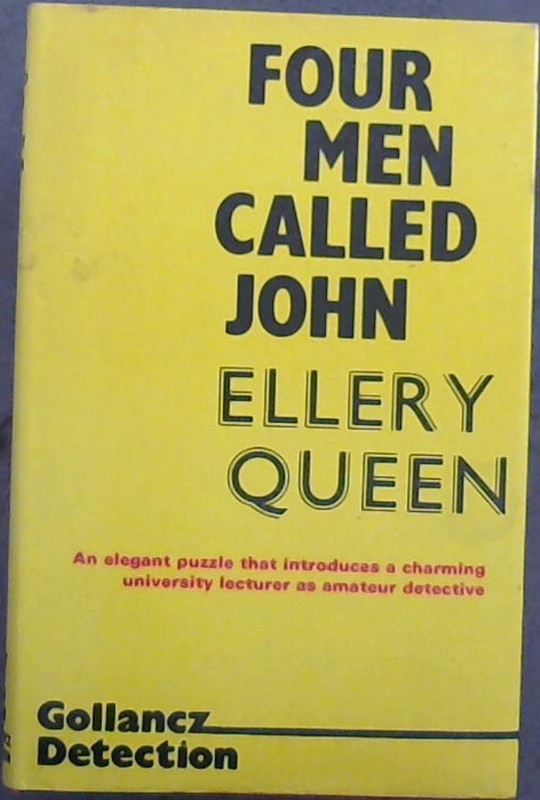 FOUR
MEN
CALLED
JOHN
ELLERY
QUEEN
An elegant puzzle that introduces a charming
university lecturer as amateur detective
Gollancz
Detection